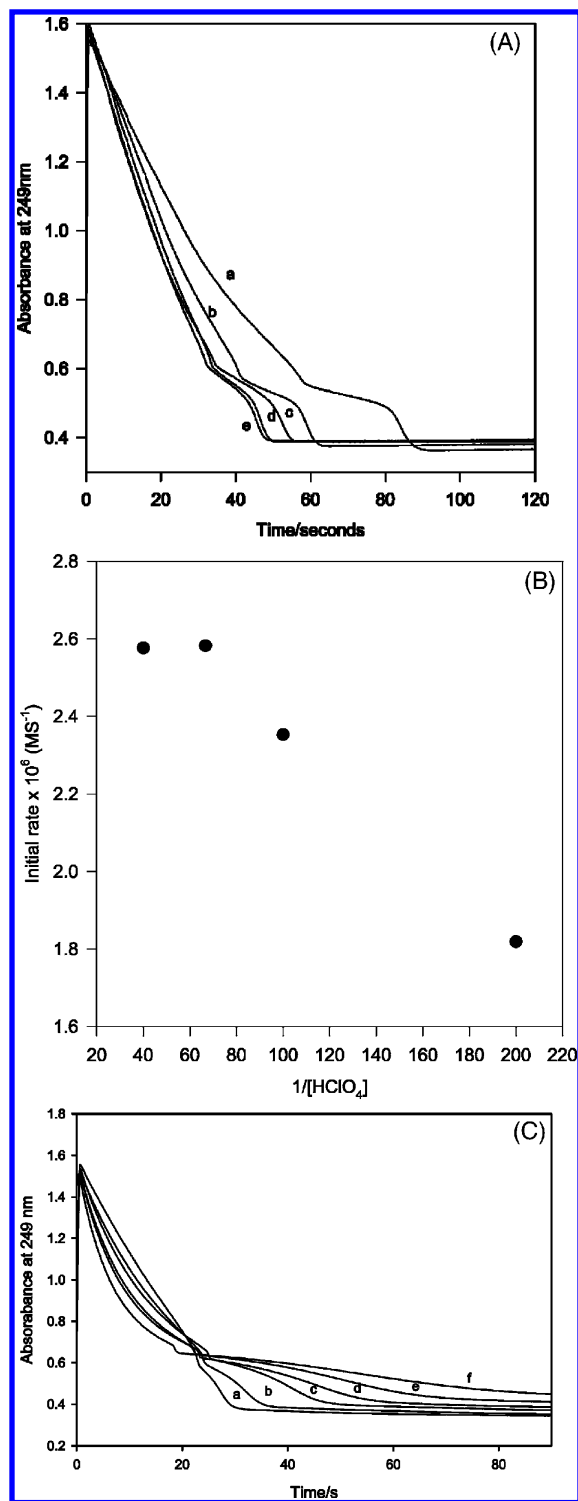 (A)
1.6
1.4
1.2
1.0
0.8
0.6
0.4
Absorbance at 249nm
a
b
c
d
e
0 20 40 60 80 100 120
Time/seconds
(B)
2.8
2.6
2.4
2.2
2.0
1.8
1.6
Initial rate x 10⁶ (MS⁻¹)
20 40 60 80 100 120 140 160 180 200 220
1/[HClO₄]
(C)
1.8
1.6
1.4
1.2
1.0
0.8
0.6
0.4
0.2
Absorabance at 249 nm
a b c d e f
0 20 40 60 80
Time/s